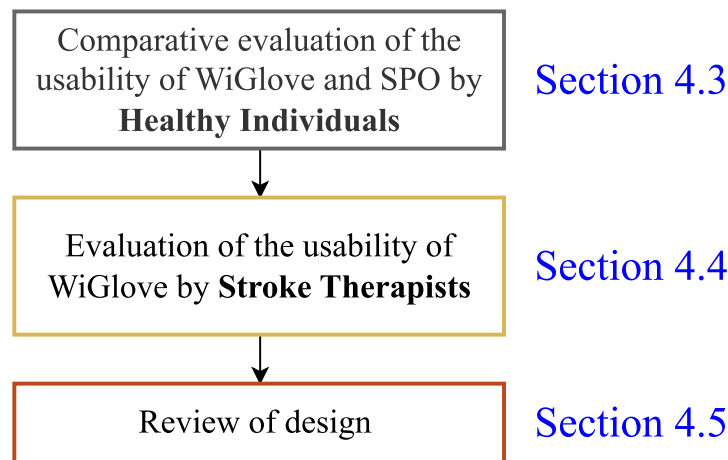 Comparative evaluation of the
usability of WiGlove and SPO by
Healthy Individuals
Section 4.3
Evaluation of the usability of
WiGlove by Stroke Therapists
Section 4.4
Review of design
Section 4.5